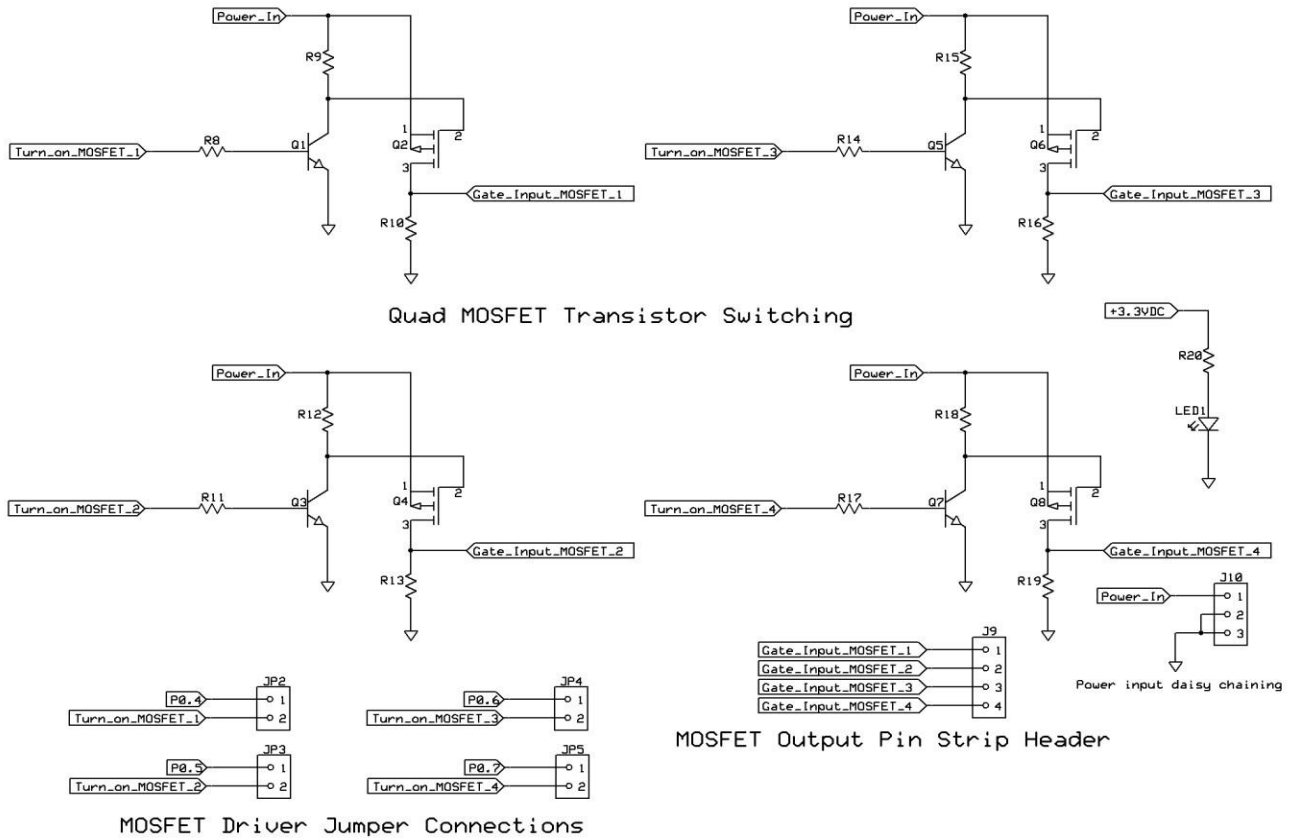 Power_In
R9
R8
Turn_on_MOSFET_1
Q1
1
Q2
2
3
Gate_Input_MOSFET_1
R10
Power_In
R15
R14
Turn_on_MOSFET_3
Q5
1
Q6
2
3
Gate_Input_MOSFET_3
R16
Quad MOSFET Transistor Switching
+3.3VDC
R20
LED1
Power_In
R12
R11
Turn_on_MOSFET_2
Q3
1
Q4
2
3
Gate_Input_MOSFET_2
R13
Power_In
R18
R17
Turn_on_MOSFET_4
Q7
1
Q8
2
3
Gate_Input_MOSFET_4
R19
J10
Power_In
1
2
3
Power input daisy chaining
J9
Gate_Input_MOSFET_1
1
Gate_Input_MOSFET_2
2
Gate_Input_MOSFET_3
3
Gate_Input_MOSFET_4
4
MOSFET Output Pin Strip Header
JP2
P0.4
1
Turn_on_MOSFET_1
2
JP4
P0.6
1
Turn_on_MOSFET_3
2
JP3
P0.5
1
Turn_on_MOSFET_2
2
JP5
P0.7
1
Turn_on_MOSFET_4
2
MOSFET Driver Jumper Connections